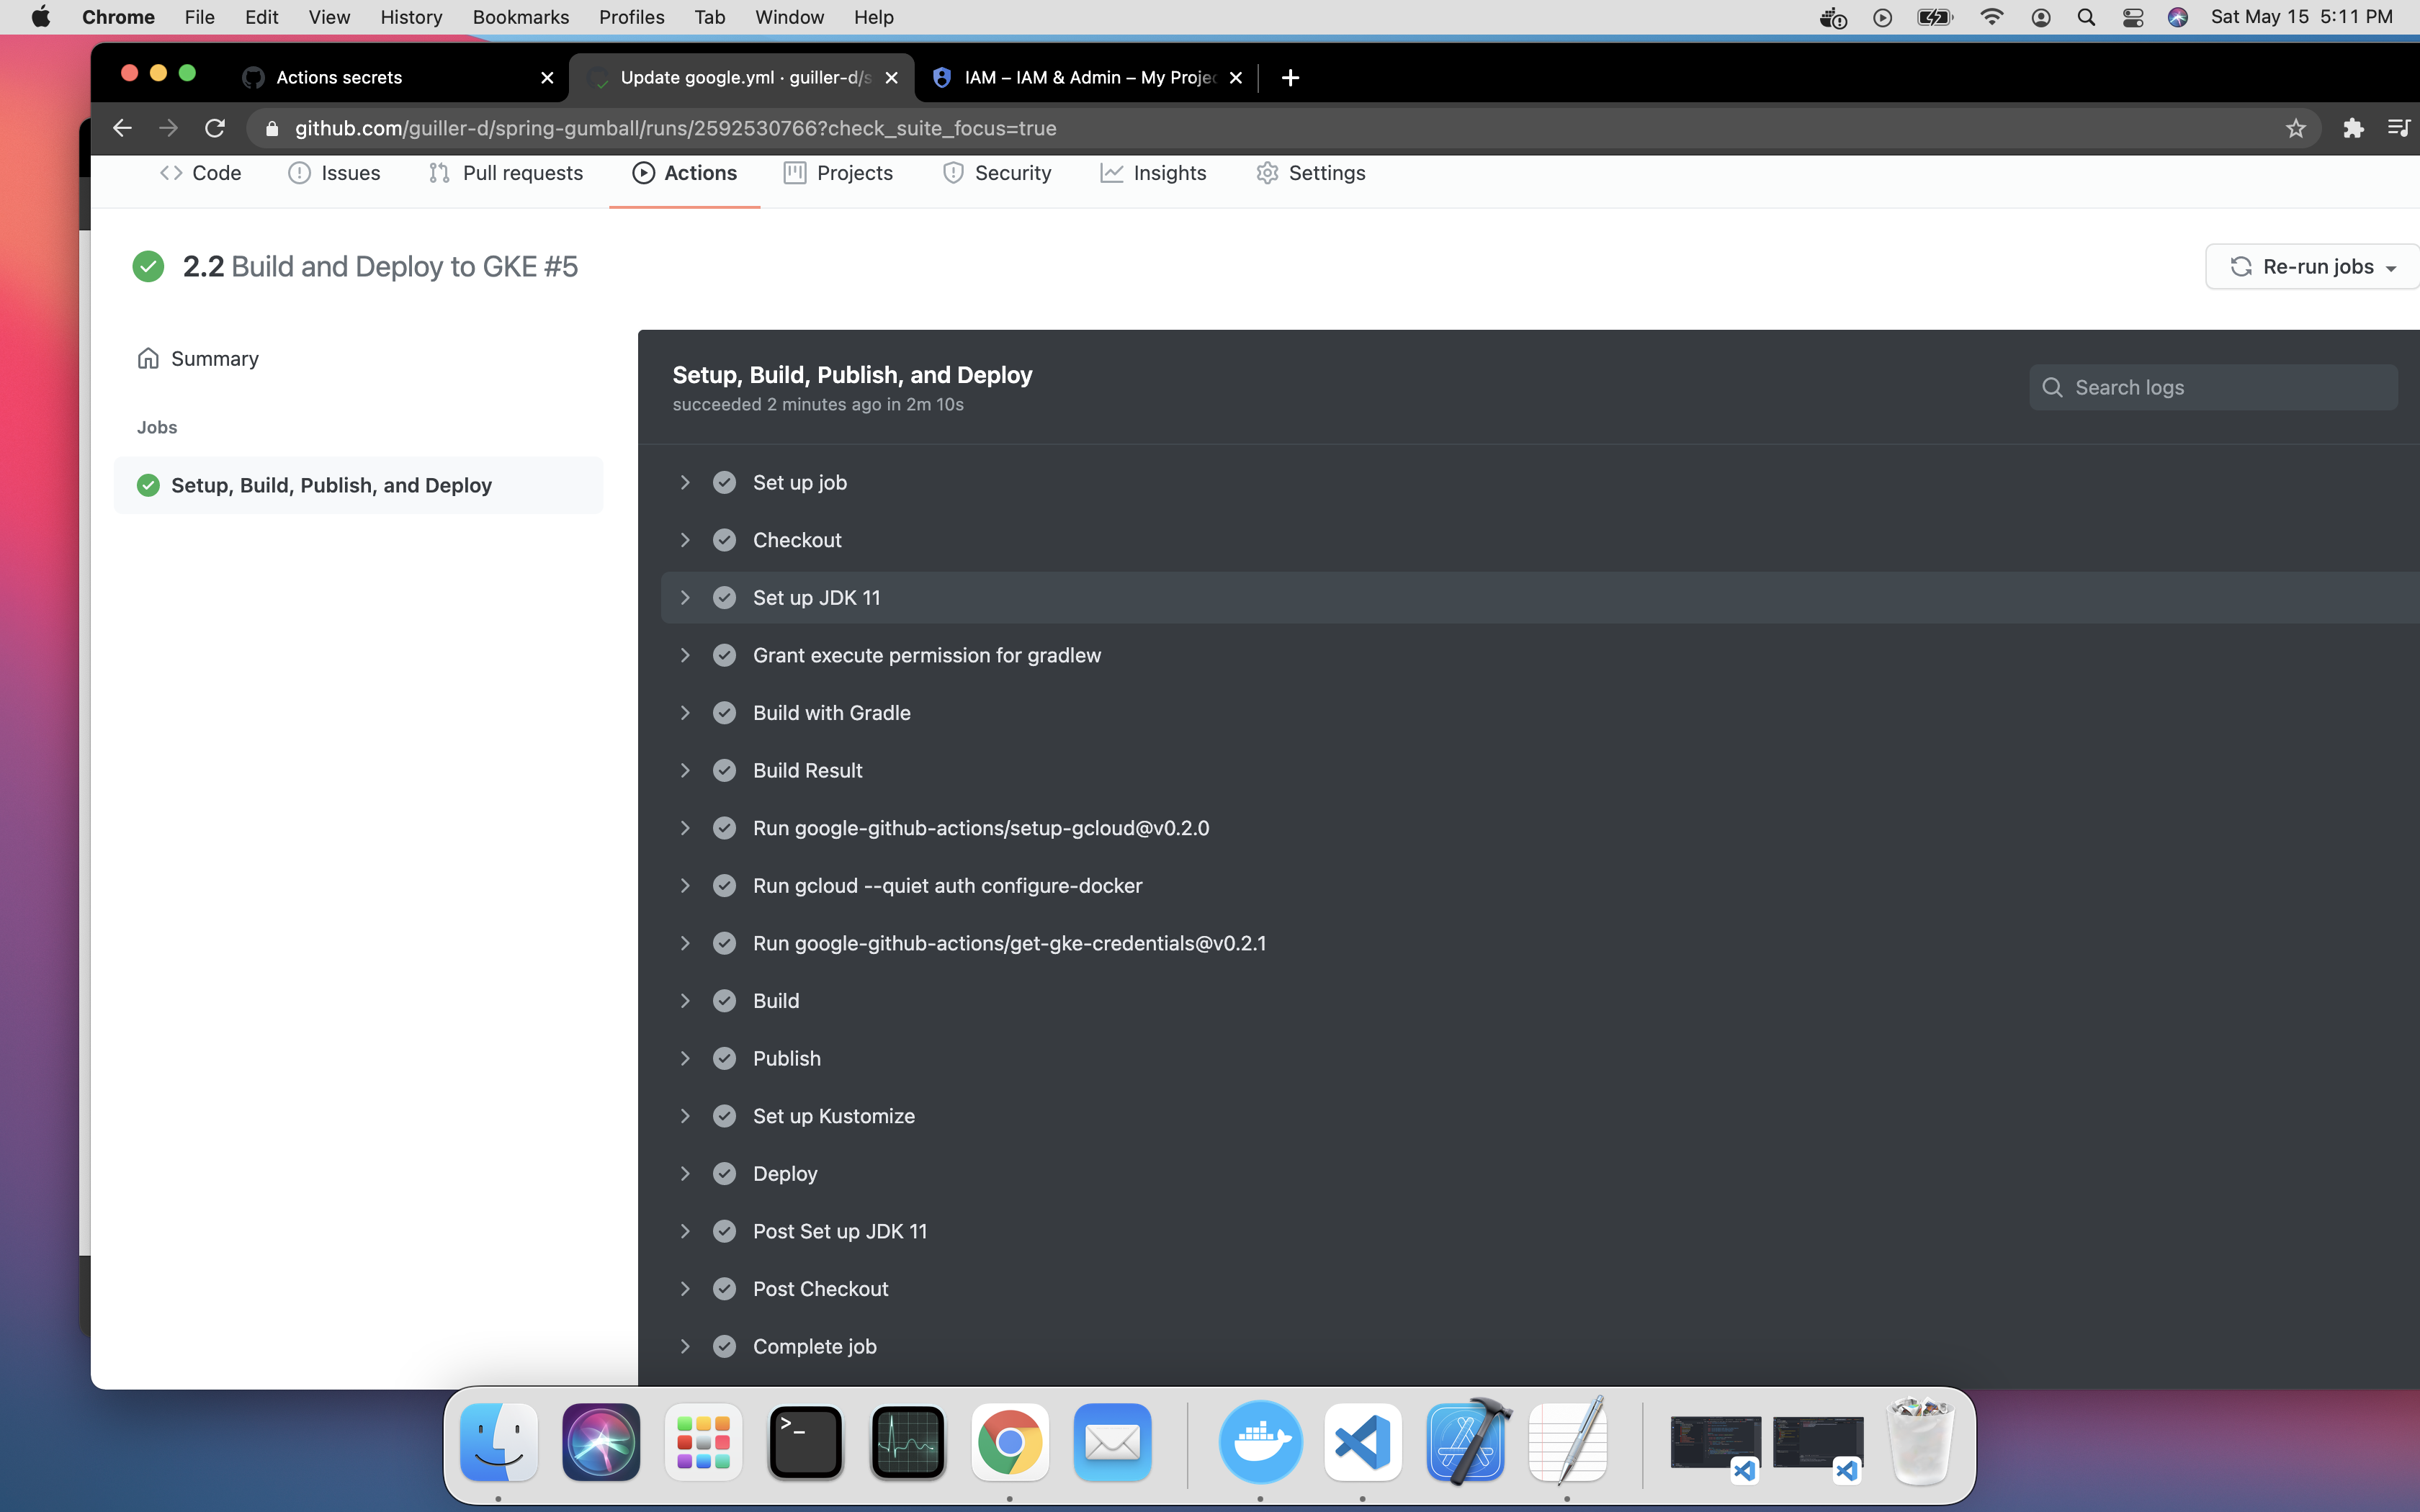 Chrome File Edit View History Bookmarks Profiles Tab Window Help Sat May 15 5:11 PM
Actions secrets Update google.yml · guiller-d/s IAM – IAM & Admin – My Projec
github.com/guiller-d/spring-gumball/runs/2592530766?check_suite_focus=true
Code Issues Pull requests Actions Projects Security Insights Settings
2.2 Build and Deploy to GKE #5
Re-run jobs
Summary
Jobs
Setup, Build, Publish, and Deploy
Setup, Build, Publish, and Deploy
succeeded 2 minutes ago in 2m 10s
Search logs
Set up job
Checkout
Set up JDK 11
Grant execute permission for gradlew
Build with Gradle
Build Result
Run google-github-actions/setup-gcloud@v0.2.0
Run gcloud --quiet auth configure-docker
Run google-github-actions/get-gke-credentials@v0.2.1
Build
Publish
Set up Kustomize
Deploy
Post Set up JDK 11
Post Checkout
Complete job
>_